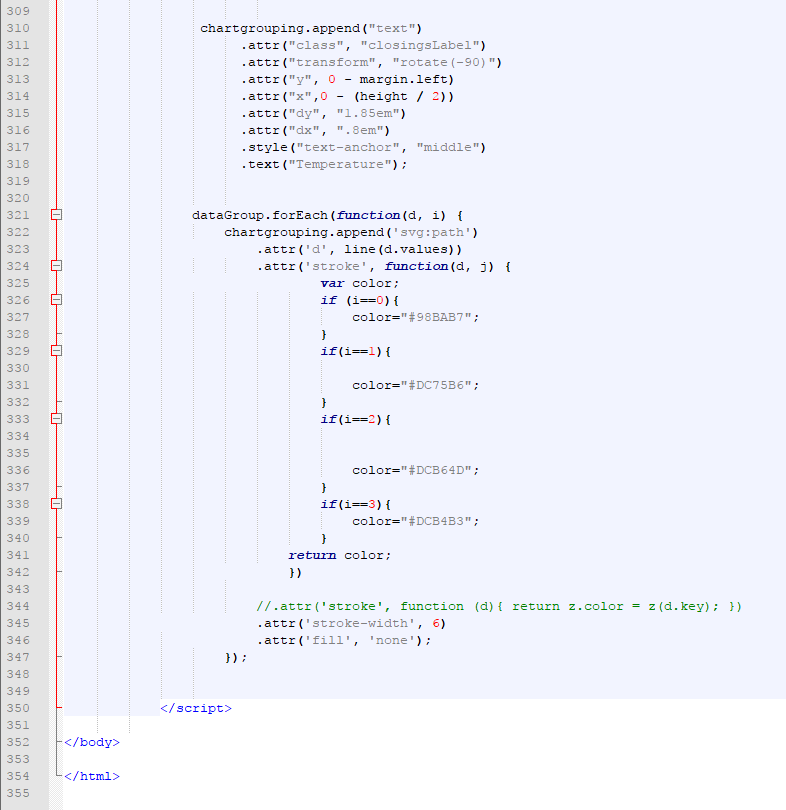 309
310 chartgrouping.append("text")
311 .attr("class", "closingsLabel")
312 .attr("transform", "rotate(-90)")
313 .attr("y", 0 - margin.left)
314 .attr("x",0 - (height / 2))
315 .attr("dy", "1.85em")
316 .attr("dx", ".8em")
317 .style("text-anchor", "middle")
318 .text("Temperature");
319
320
321 dataGroup.forEach(function(d, i) {
322 chartgrouping.append('svg:path')
323 .attr('d', line(d.values))
324 .attr('stroke', function(d, j) {
325 var color;
326 if (i==0){
327 color="#98BAB7";
328 }
329 if(i==1){
330
331 color="#DC75B6";
332 }
333 if(i==2){
334
335
336 color="#DCB64D";
337 }
338 if(i==3){
339 color="#DCB4B3";
340 }
341 return color;
342 })
343
344 //.attr('stroke', function (d){ return z.color = z(d.key); })
345 .attr('stroke-width', 6)
346 .attr('fill', 'none');
347 });
348
349
350 </script>
351
352 </body>
353
354 </html>
355